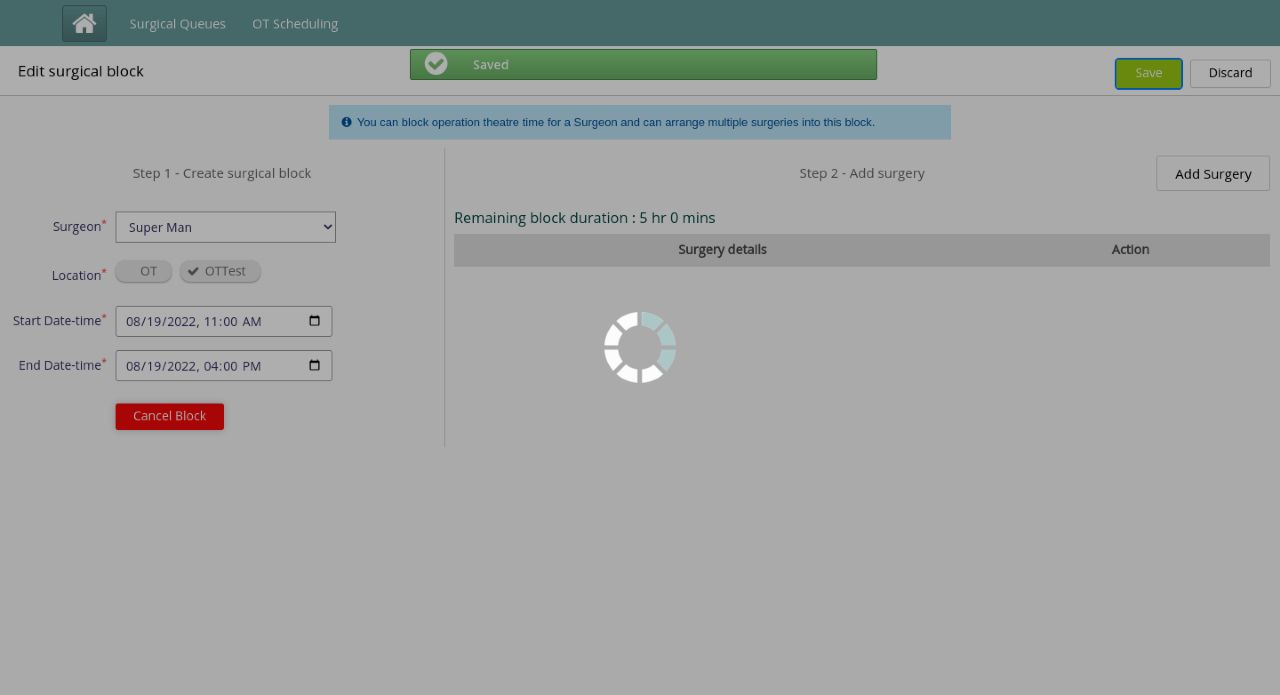 Surgical Queues OT Scheduling
Edit surgical block
Saved
Save Discard
You can block operation theatre time for a Surgeon and can arrange multiple surgeries into this block.
Step 1 - Create surgical block
Surgeon* Super Man
Location* OT OTTest
Start Date-time* 08/19/2022, 11:00 AM
End Date-time* 08/19/2022, 04:00 PM
Cancel Block
Step 2 - Add surgery
Add Surgery
Remaining block duration : 5 hr 0 mins
Surgery details Action